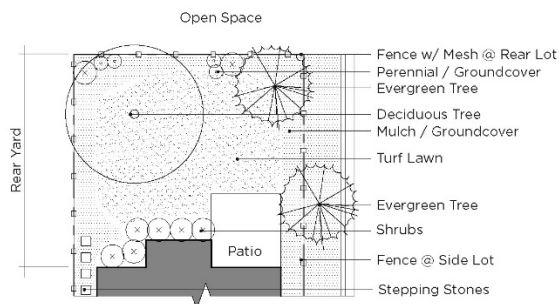 Open Space
Fence w/ Mesh @ Rear Lot
Perennial / Groundcover
Evergreen Tree
Deciduous Tree
Mulch / Groundcover
Turf Lawn
Evergreen Tree
Shrubs
Fence @ Side Lot
Stepping Stones
Rear Yard
Patio